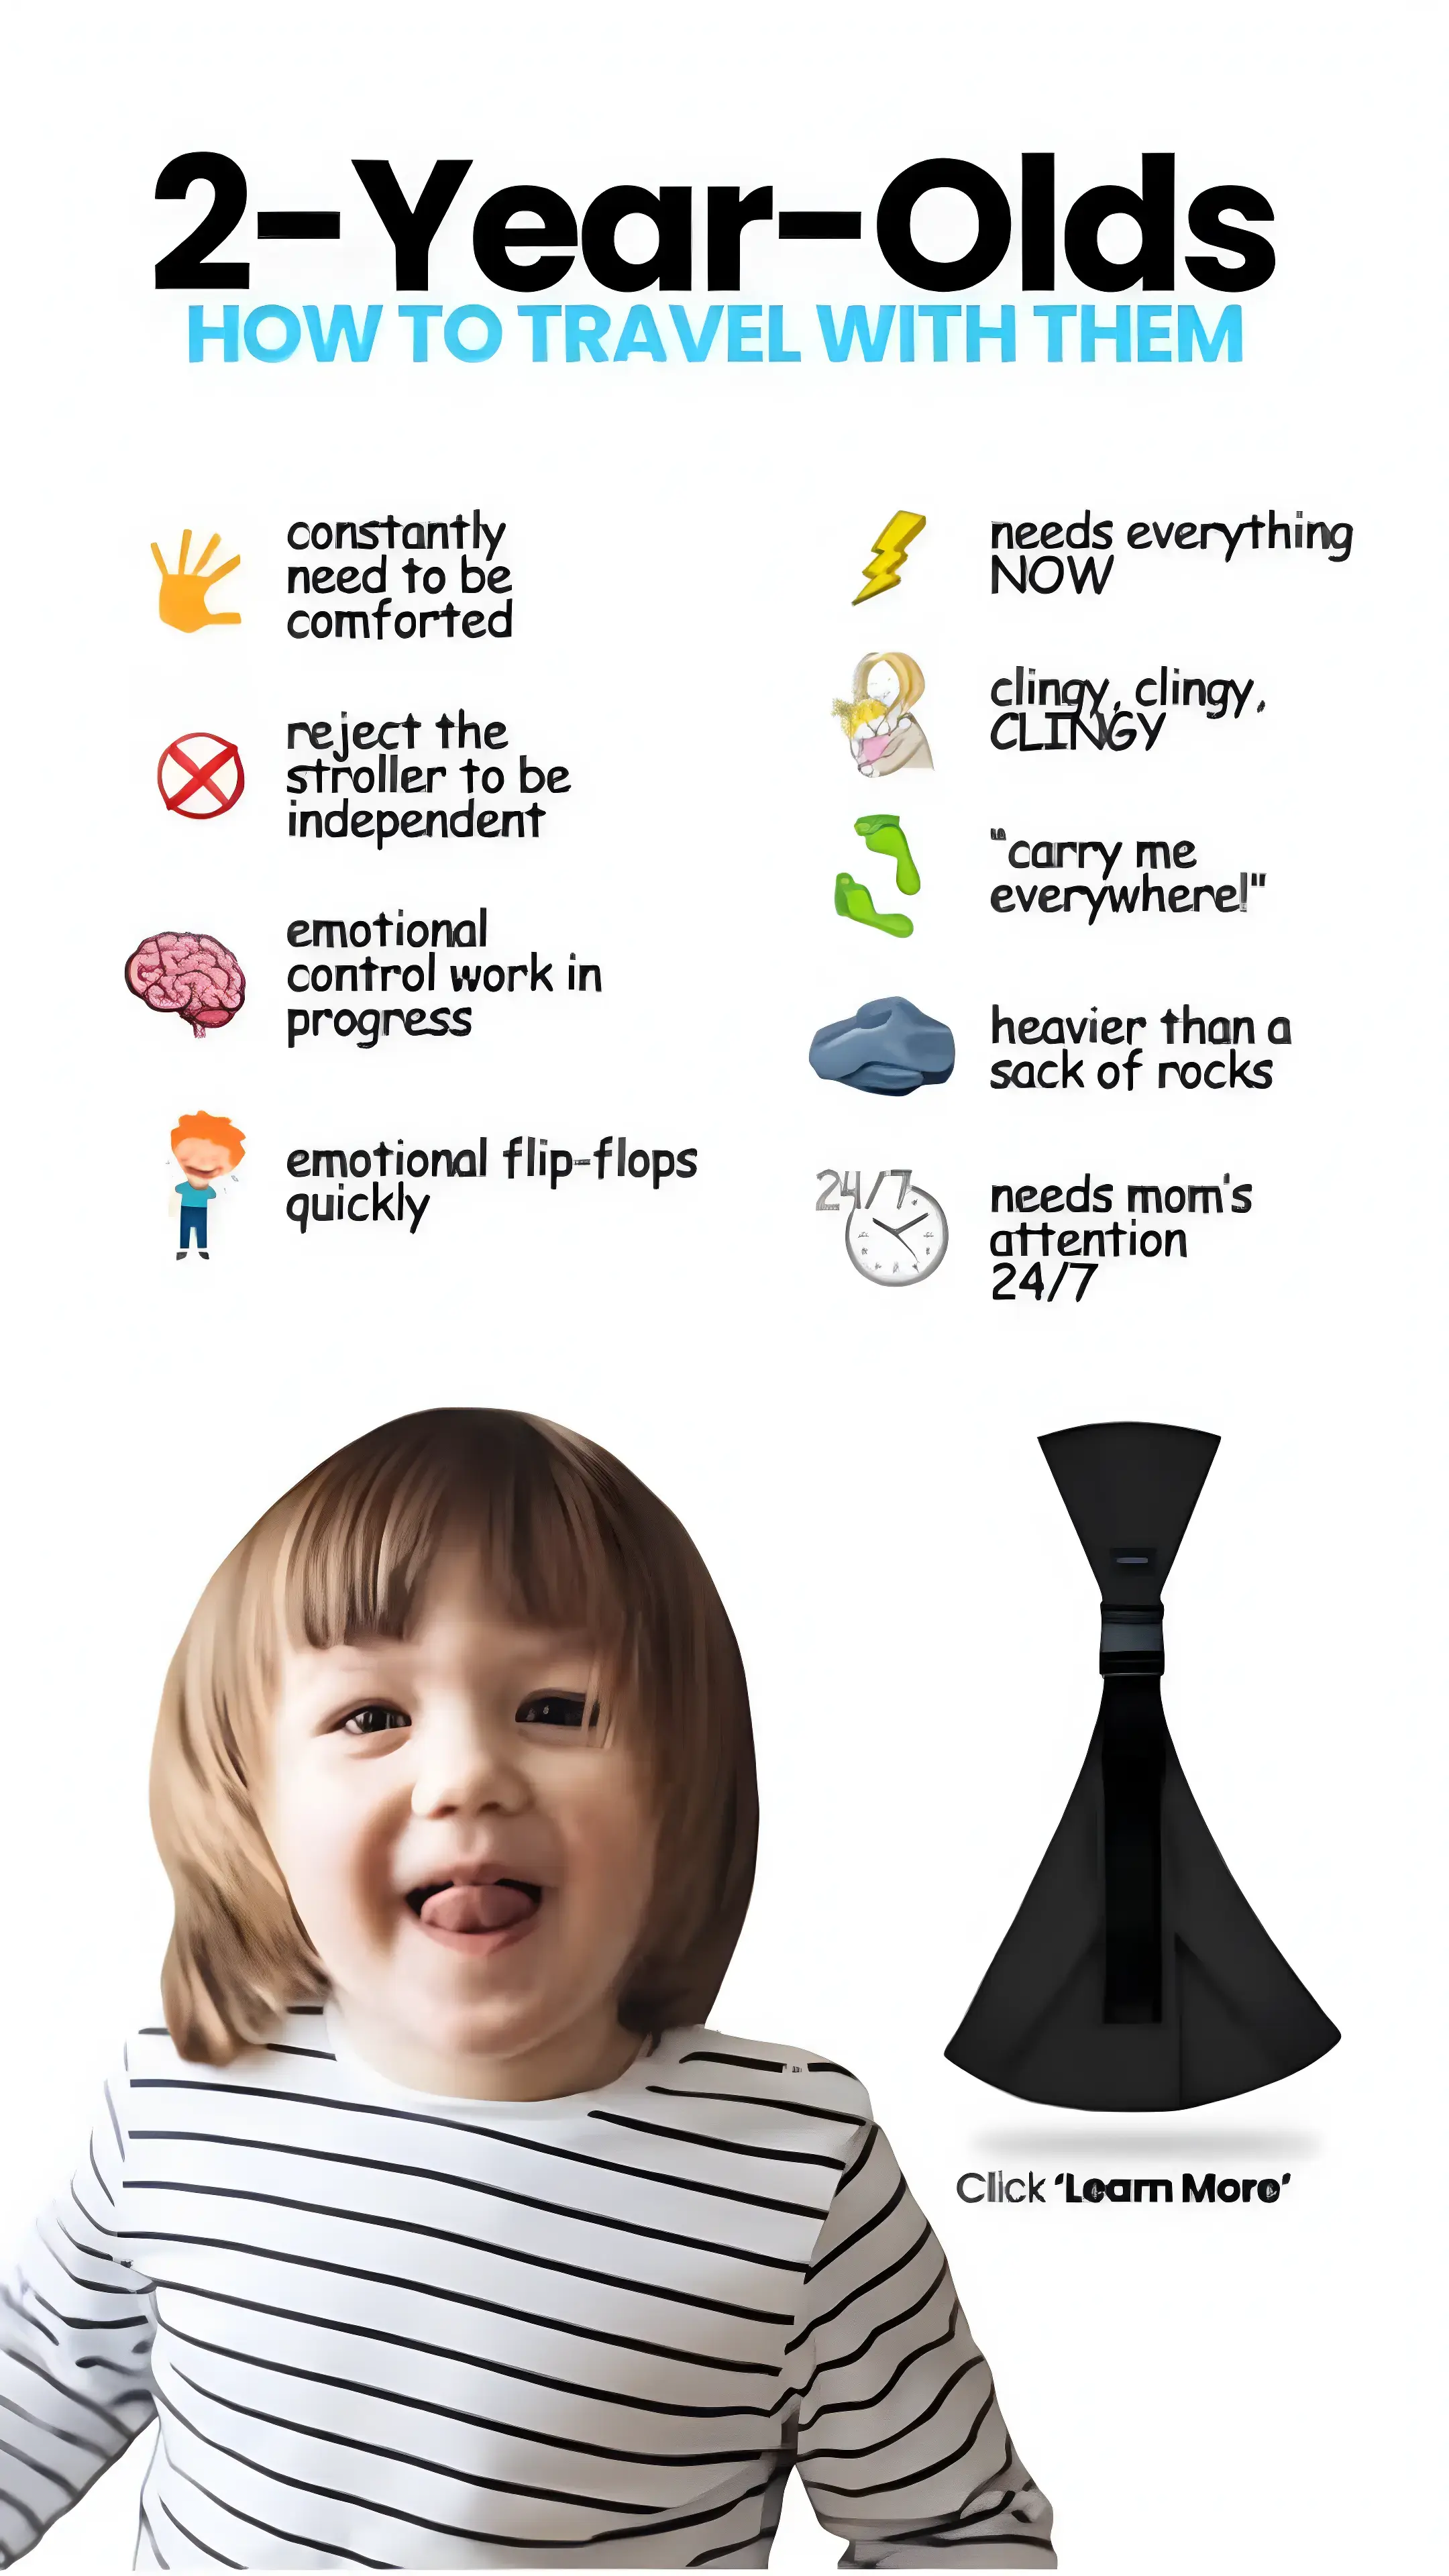 2-Year-Olds
HOW TO TRAVEL WITH THEM
constantly
need to be
comforted
reject the
stroller to be
independent
emotional
control work in
progress
emotional flip-flops
quickly
needs everything
NOW
clingy, clingy,
CLINGY
"carry me
everywhere!"
heavier than a
sack of rocks
24/7
needs mom's
attention
24/7
Click ‘Learn More’